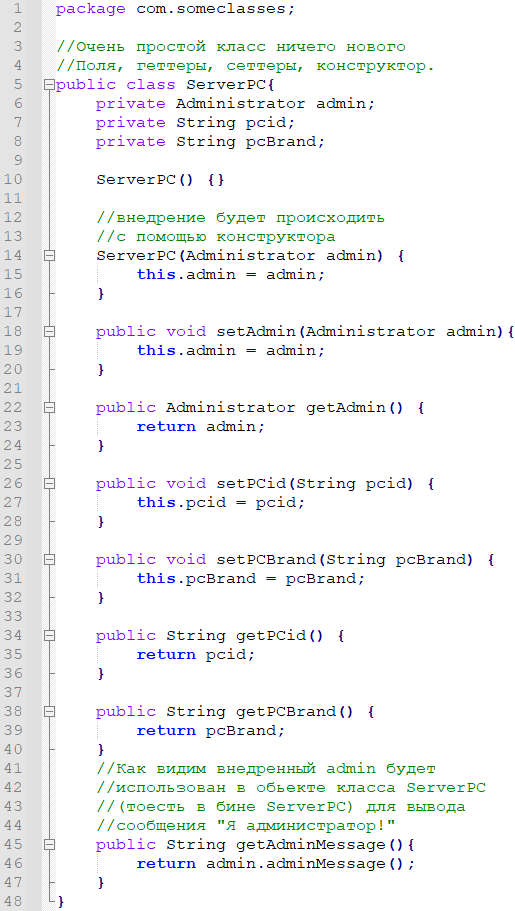 1 package com.someclasses;
2
3 //Очень простой класс ничего нового
4 //Поля, геттеры, сеттеры, конструктор.
5 public class ServerPC{
6     private Administrator admin;
7     private String pcid;
8     private String pcBrand;
9
10     ServerPC() {}
11
12     //внедрение будет происходить
13     //с помощью конструктора
14     ServerPC(Administrator admin) {
15         this.admin = admin;
16     }
17
18     public void setAdmin(Administrator admin){
19         this.admin = admin;
20     }
21
22     public Administrator getAdmin() {
23         return admin;
24     }
25
26     public void setPCid(String pcid) {
27         this.pcid = pcid;
28     }
29
30     public void setPCBrand(String pcBrand) {
31         this.pcBrand = pcBrand;
32     }
33
34     public String getPCid() {
35         return pcid;
36     }
37
38     public String getPCBrand() {
39         return pcBrand;
40     }
41     //Как видим внедренный admin будет
42     //использован в обьекте класса ServerPC
43     //(тоесть в бине ServerPC) для вывода
44     //сообщения "Я администратор!"
45     public String getAdminMessage(){
46         return admin.adminMessage();
47     }
48 }